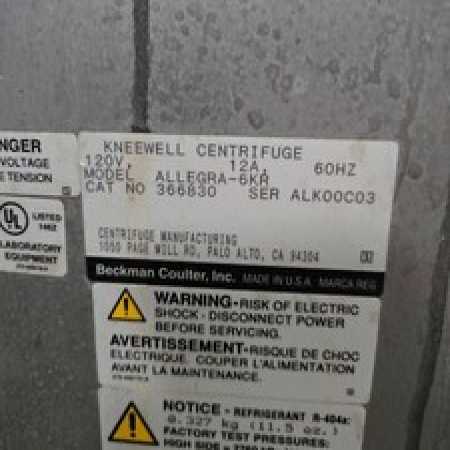 KNEEWELL CENTRIFUGE
120V, 12A, 60HZ
MODEL ALLEGRA-6KR
CAT NO 366830 SER ALK00C03
CENTRIFUGE MANUFACTURING
1050 PAGE MILL RD, PALO ALTO, CA 94304
Beckman Coulter, Inc. MADE IN U.S.A. MARCA REG.
NGER
VOLTAGE
E TENSION
UL LISTED
LABORATORY
EQUIPMENT
WARNING-RISK OF ELECTRIC
SHOCK - DISCONNECT POWER
BEFORE SERVICING.
AVERTISSEMENT-RISQUE DE CHOC
ELECTRIQUE. COUPER L'ALIMENTATION
AVANT LA MAINTENANCE.
NOTICE - REFRIGERANT R-404a:
0.327 kg (11.5 oz.)
FACTORY TEST PRESSURES:
HIGH SIDE =